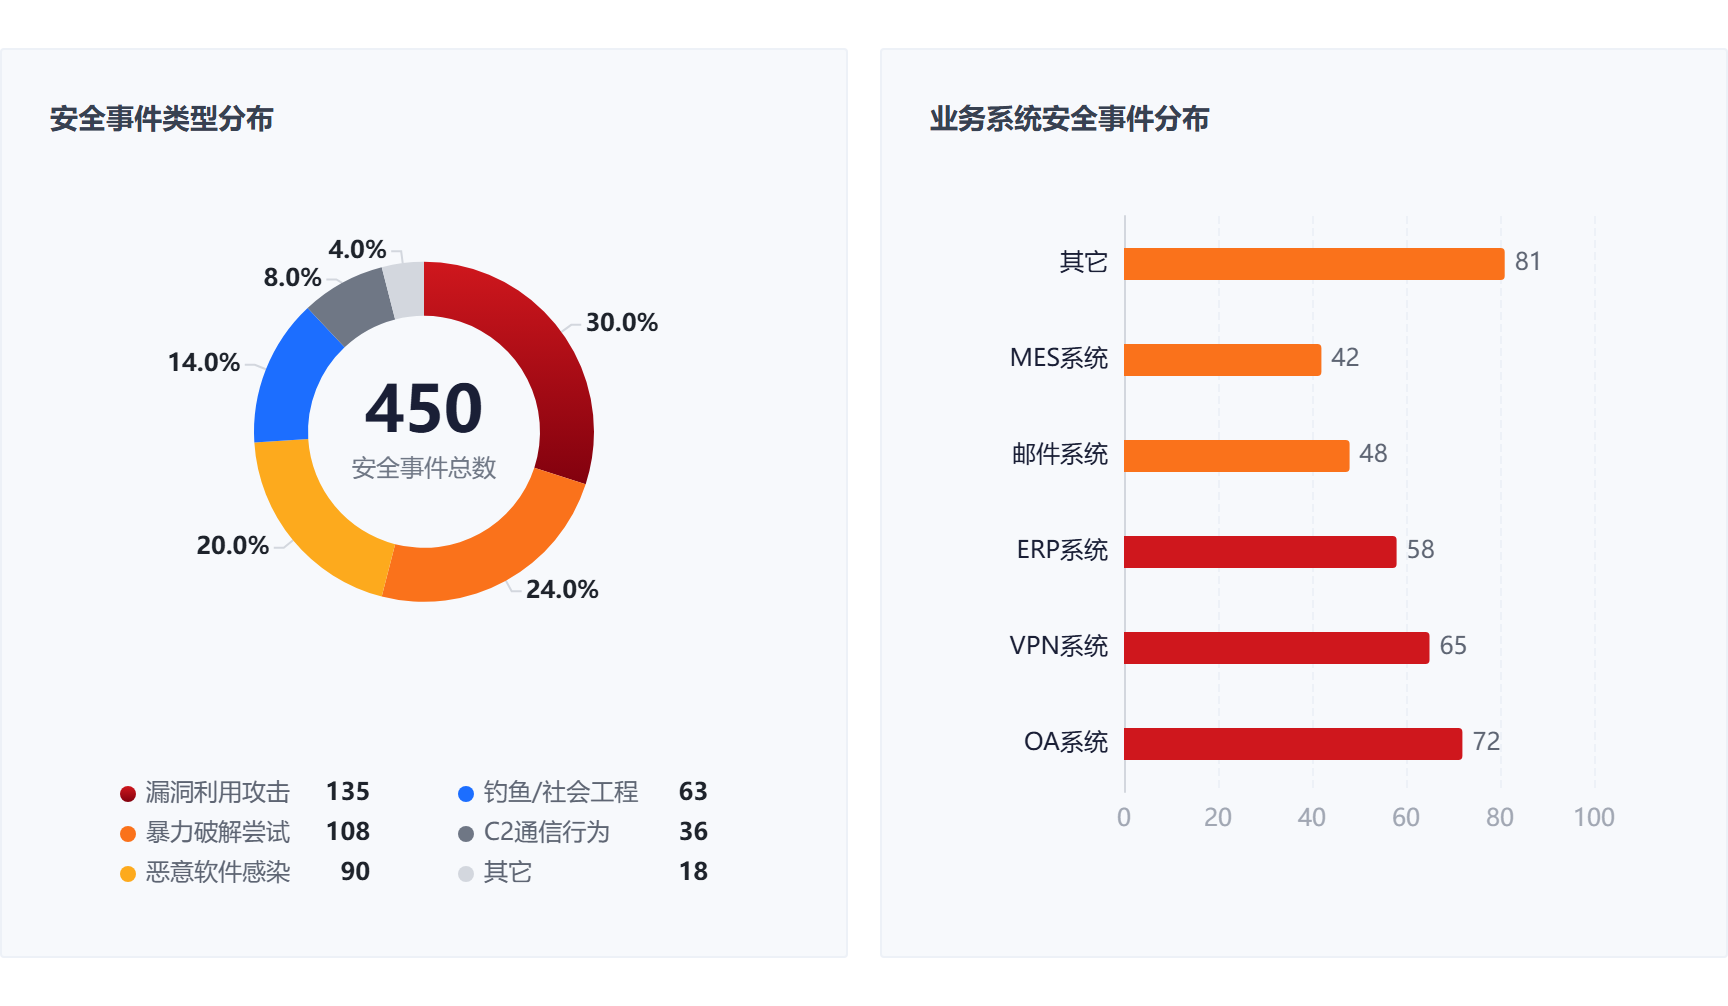 安全事件类型分布
4.0%
8.0%
30.0%
14.0%
450
安全事件总数
20.0%
24.0%
漏洞利用攻击 135
钓鱼/社会工程 63
暴力破解尝试 108
C2通信行为 36
恶意软件感染 90
其它 18
业务系统安全事件分布
其它 81
MES系统 42
邮件系统 48
ERP系统 58
VPN系统 65
OA系统 72
0 20 40 60 80 100